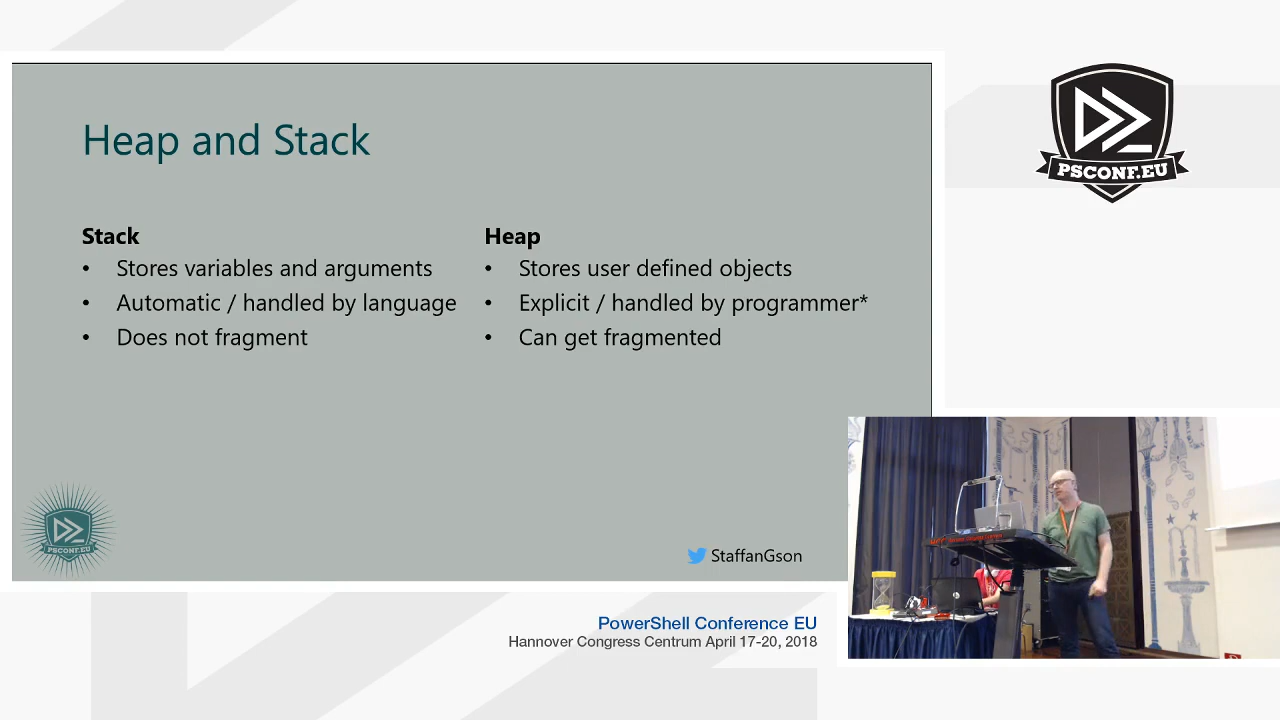 Heap and Stack
Stack
• Stores variables and arguments
• Automatic / handled by language
• Does not fragment
Heap
• Stores user defined objects
• Explicit / handled by programmer*
• Can get fragmented
PSCONF.EU
StaffanGson
PSCONF.EU
PowerShell Conference EU
Hannover Congress Centrum April 17-20, 2018